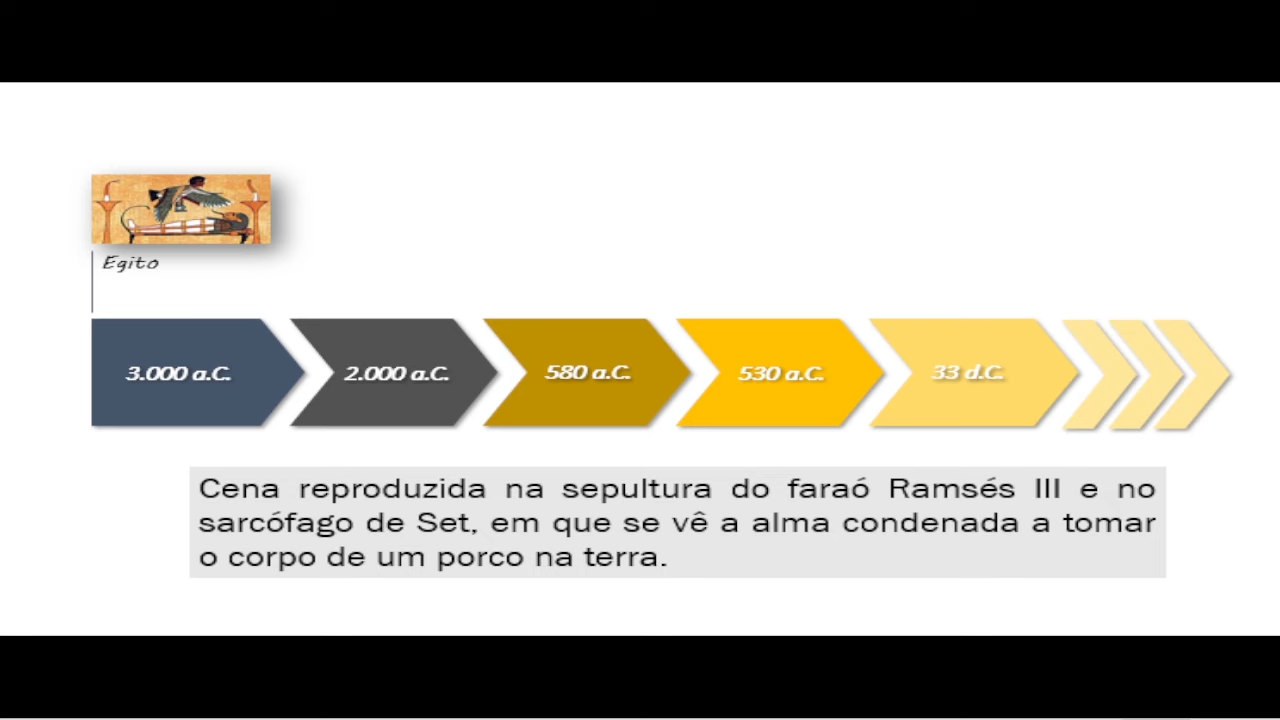 Egito
3.000 a.C.
2.000 a.C.
580 a.C.
530 a.C.
33 d.C.
Cena reproduzida na sepultura do faraó Ramsés III e no
sarcófago de Set, em que se vê a alma condenada a tomar
o corpo de um porco na terra.